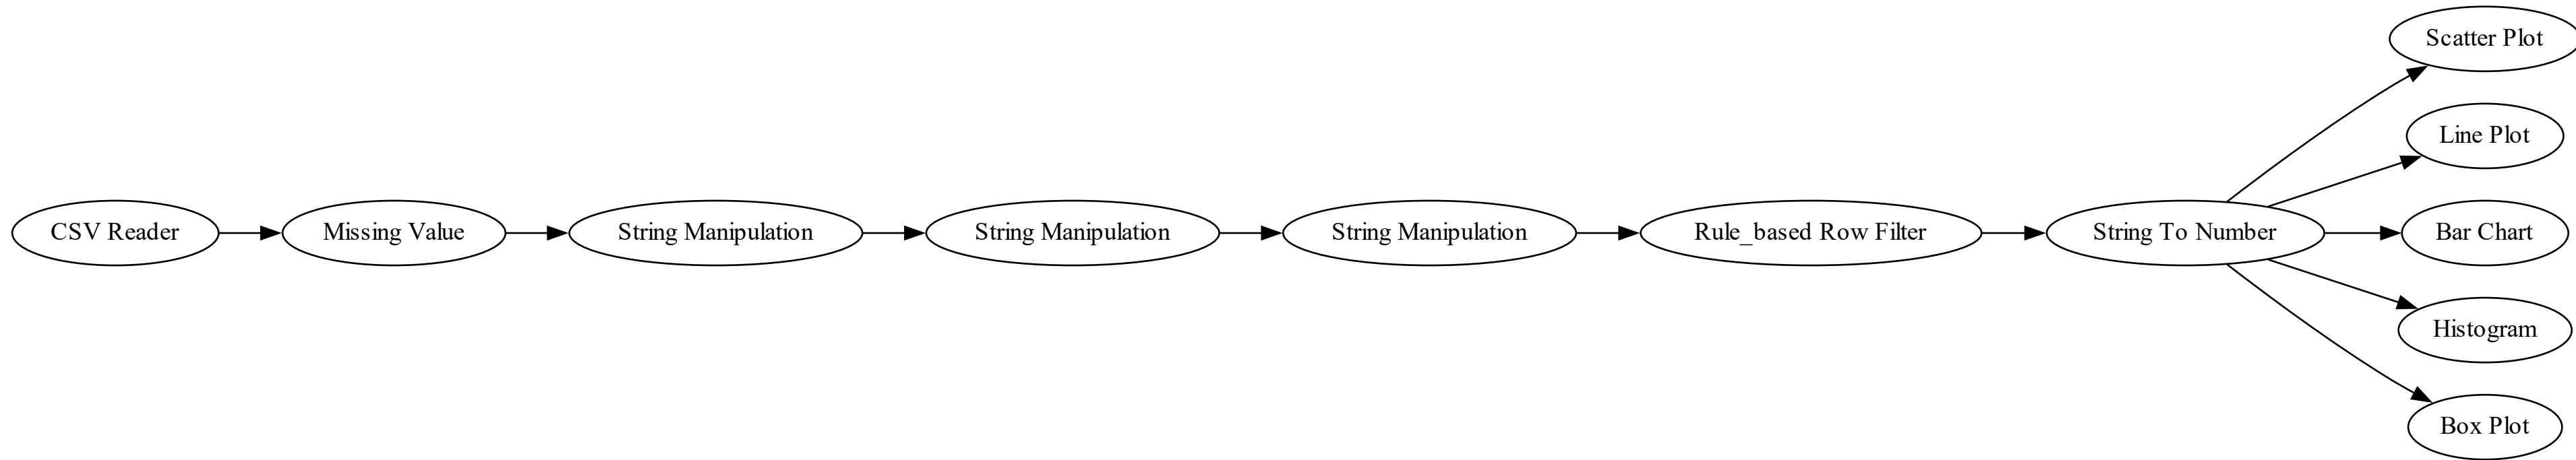 CSV Reader
Missing Value
String Manipulation
String Manipulation
String Manipulation
Rule_based Row Filter
String To Number
Scatter Plot
Line Plot
Bar Chart
Histogram
Box Plot